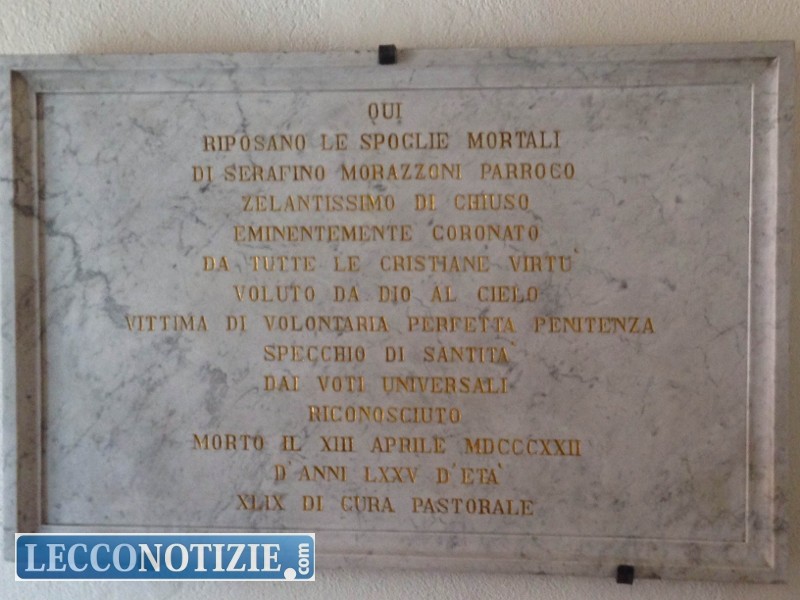 QUI
RIPOSANO LE SPOGLIE MORTALI
DI SERAFINO MORAZZONI PARROCO
ZELANTISSIMO DI CHIUSO
EMINENTEMENTE CORONATO
DA TUTTE LE CRISTIANE VIRTU'
VOLUTO DA DIO AL CIELO
VITTIMA DI VOLONTARIA PERFETTA PENITENZA
SPECCHIO DI SANTITA'
DAI VOTI UNIVERSALI
RICONOSCIUTO
MORTO IL XIII APRILE MDCCCXXII
D'ANNI LXXV D'ETA'
XLIX DI CURA PASTORALE
LECCONOTIZIE.com